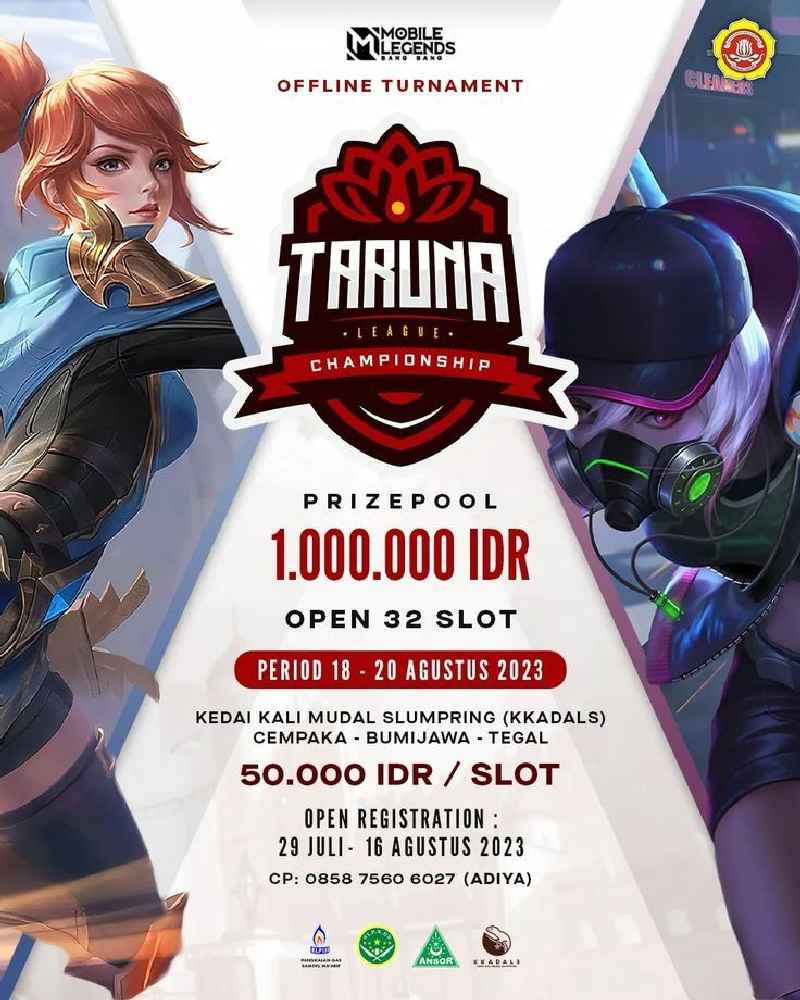 MOBILE
LEGENDS
BANG BANG
OFFLINE TURNAMENT
CLEANERS
TARUNA
• LEAGUE •
CHAMPIONSHIP
PRIZEPOOL
1.000.000 IDR
OPEN 32 SLOT
PERIOD 18 - 20 AGUSTUS 2023
KEDAI KALI MUDAL SLUMPRING (KKADALS)
CEMPAKA - BUMIJAWA - TEGAL
50.000 IDR / SLOT
OPEN REGISTRATION :
29 JULI- 16 AGUSTUS 2023
CP: 0858 7560 6027 (ADIYA)
ANSOR
KKADALS